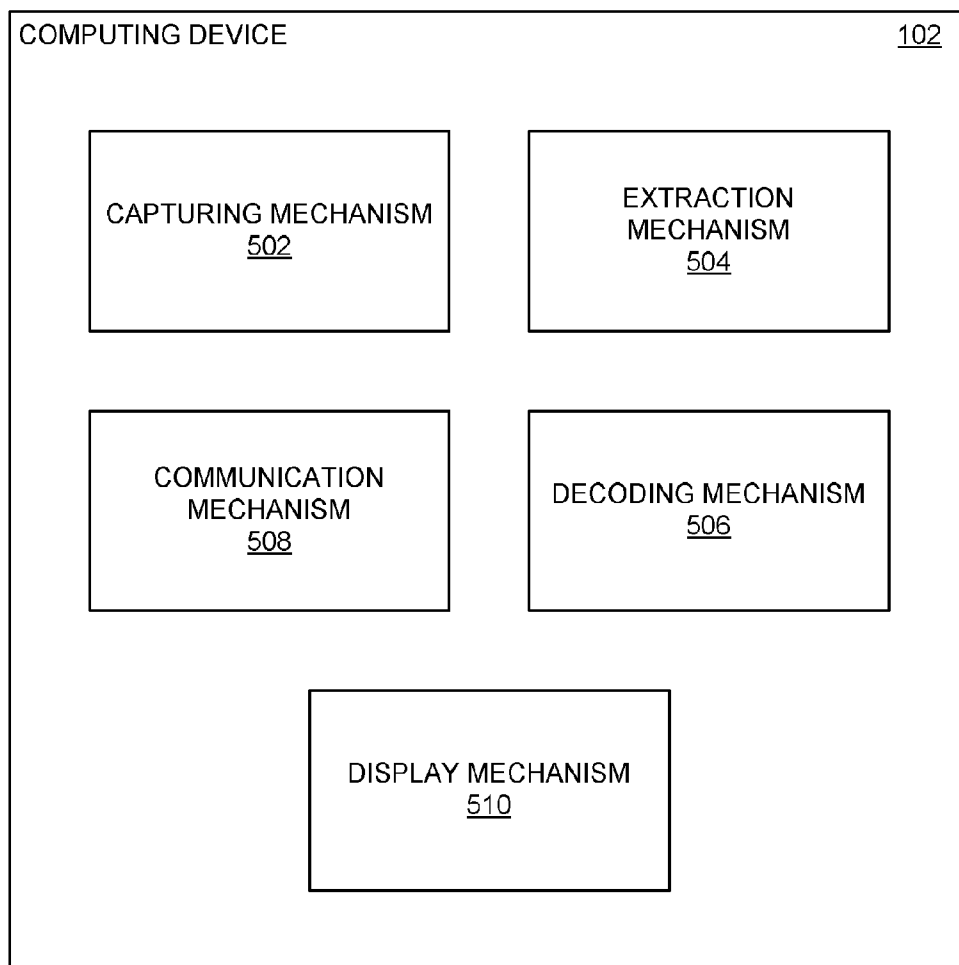 COMPUTING DEVICE 102
CAPTURING MECHANISM
502
EXTRACTION
MECHANISM
504
COMMUNICATION
MECHANISM
508
DECODING MECHANISM
506
DISPLAY MECHANISM
510